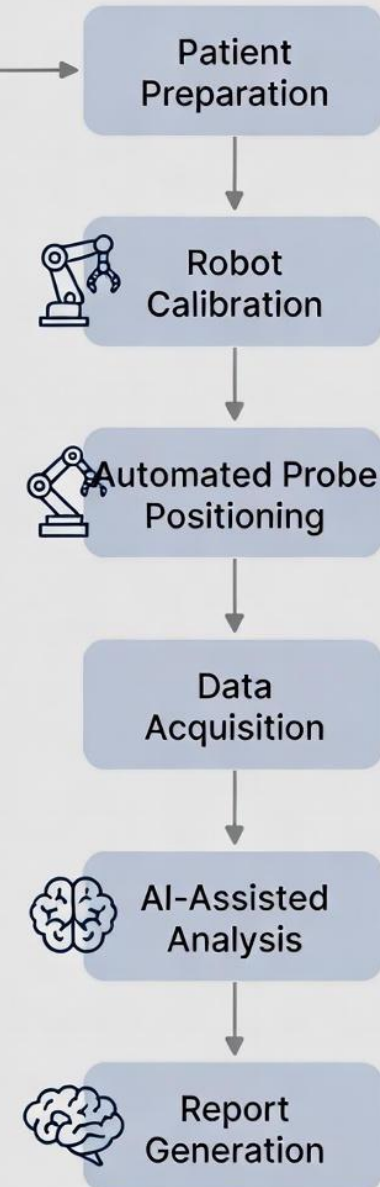 Patient
Preparation
Robot
Calibration
Automated Probe
Positioning
Data
Acquisition
AI-Assisted
Analysis
Report
Generation